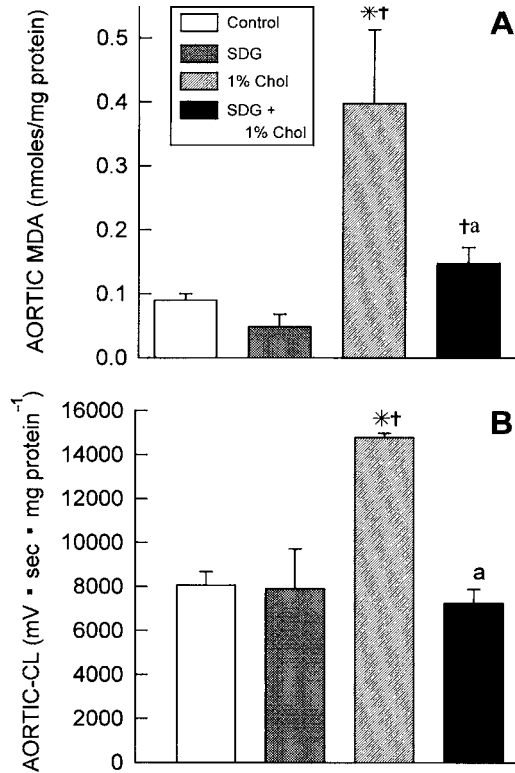 A
AORTIC MDA (nmoles/mg protein)
0.5
0.4
0.3
0.2
0.1
0.0
Control
SDG
1% Chol
SDG +
1% Chol
*†
†a
B
AORTIC-CL (mV ▪ sec ▪ mg protein⁻¹)
16000
14000
12000
10000
8000
6000
4000
2000
0
*†
a